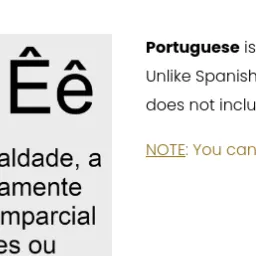 Êê
aldade, a
amente
mparcial
es ou
Portuguese is
Unlike Spanish
does not inclu
NOTE: You can